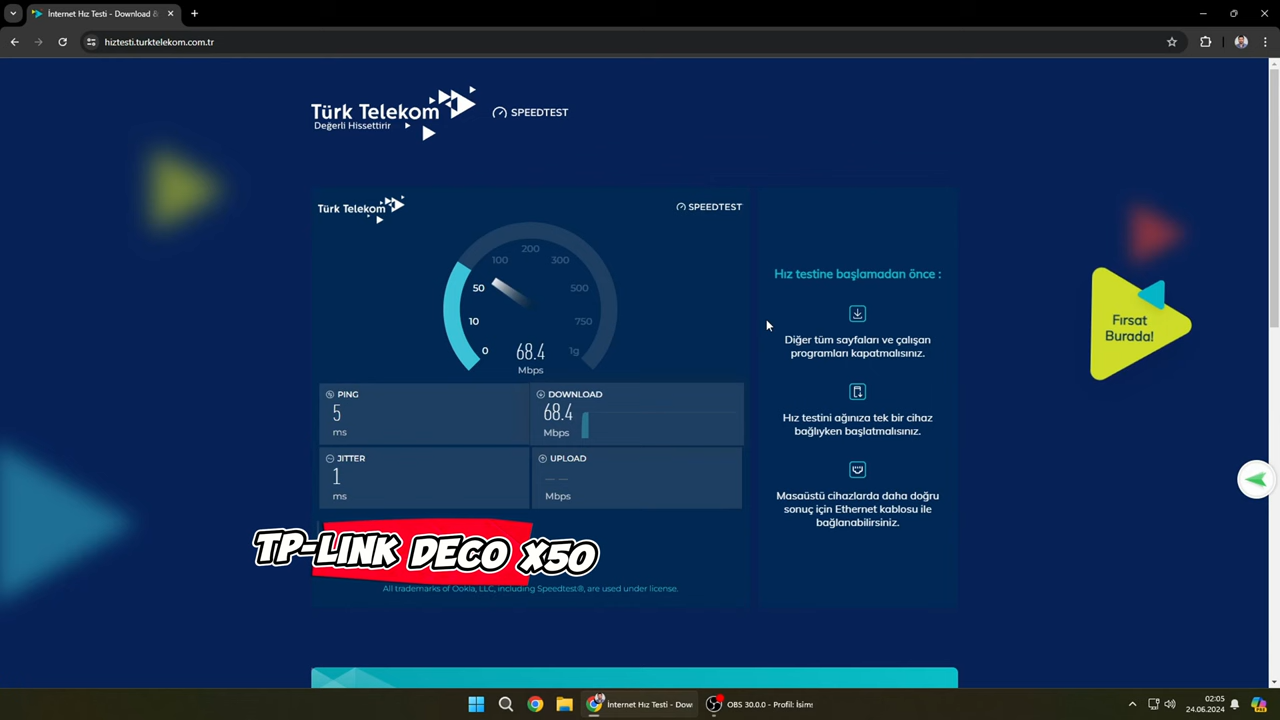 İnternet Hız Testi - Download &
hiztesti.turktelekom.com.tr
Türk Telekom
Değerli Hissettirir
SPEEDTEST
Türk Telekom
SPEEDTEST
200
100
300
50
500
10
750
0
1g
68.4
Mbps
PING
5
ms
DOWNLOAD
68.4
Mbps
JITTER
1
ms
UPLOAD
Mbps
Hız testine başlamadan önce :
Diğer tüm sayfaları ve çalışan
programları kapatmalısınız.
Hız testini ağınıza tek bir cihaz
bağlıyken başlatmalısınız.
Masaüstü cihazlarda daha doğru
sonuç için Ethernet kablosu ile
bağlanabilirsiniz.
Fırsat
Burada!
TP-LINK DECO X50
All trademarks of Ookla, LLC, including Speedtest®, are used under license.
İnternet Hız Testi - Dow
OBS 30.0.0 - Profil: İsims
02:05
24.06.2024